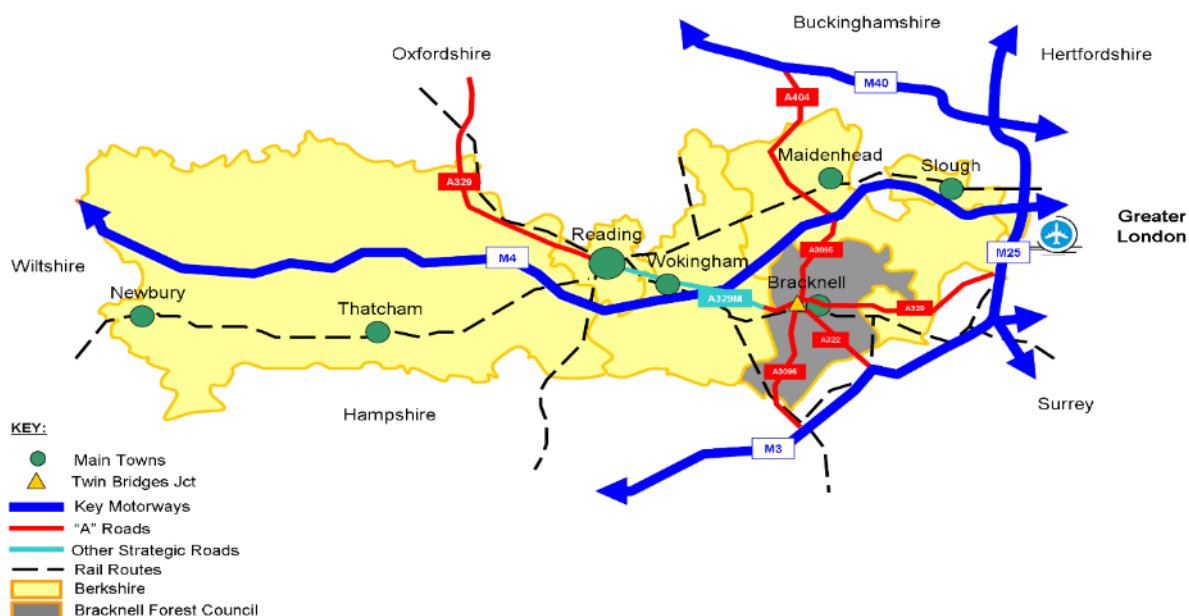 Buckinghamshire
Oxfordshire
Hertfordshire
M40
A404
Maidenhead
Slough
A329
Greater
London
Reading
A3095
M25
Wiltshire
M4
Wokingham
Bracknell
Newbury
A329M
A329
Thatcham
A322
A3095
Hampshire
Surrey
M3
KEY:
Main Towns
Twin Bridges Jct
Key Motorways
"A" Roads
Other Strategic Roads
Rail Routes
Berkshire
Bracknell Forest Council